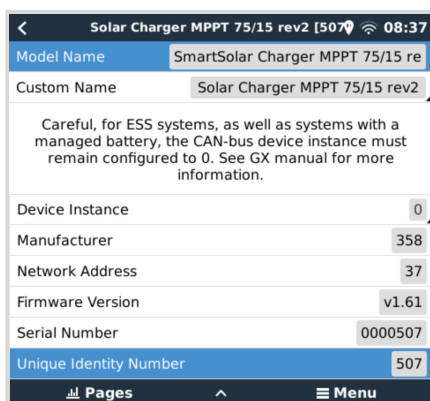 Solar Charger MPPT 75/15 rev2 [507 08:37
Model Name SmartSolar Charger MPPT 75/15 re
Custom Name Solar Charger MPPT 75/15 rev2
Careful, for ESS systems, as well as systems with a
managed battery, the CAN-bus device instance must
remain configured to 0. See GX manual for more
information.
Device Instance 0
Manufacturer 358
Network Address 37
Firmware Version v1.61
Serial Number 0000507
Unique Identity Number 507
Pages Menu